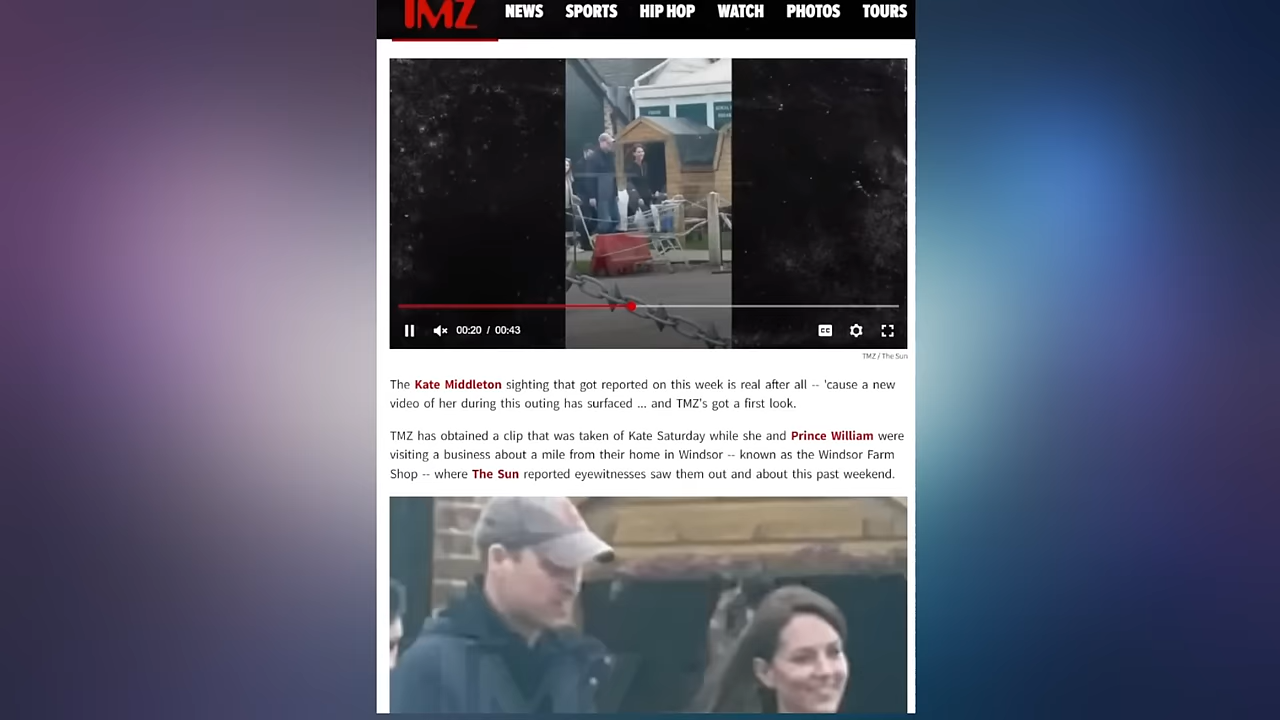 TMZ NEWS SPORTS HIP HOP WATCH PHOTOS TOURS
00:20 / 00:43
CC
TMZ / The Sun
The Kate Middleton sighting that got reported on this week is real after all -- 'cause a new
video of her during this outing has surfaced ... and TMZ's got a first look.
TMZ has obtained a clip that was taken of Kate Saturday while she and Prince William were
visiting a business about a mile from their home in Windsor -- known as the Windsor Farm
Shop -- where The Sun reported eyewitnesses saw them out and about this past weekend.